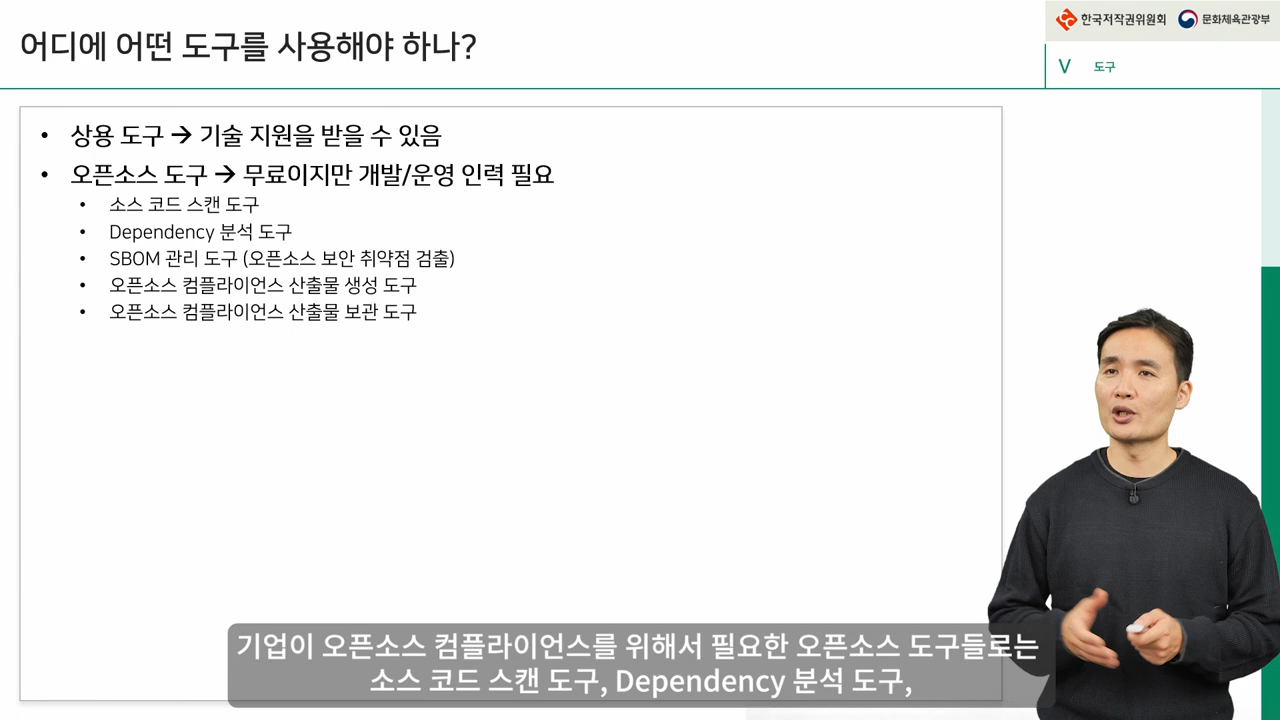 어디에 어떤 도구를 사용해야 하나?
한국저작권위원회 문화체육관광부
V 도구
• 상용 도구 → 기술 지원을 받을 수 있음
• 오픈소스 도구 → 무료이지만 개발/운영 인력 필요
• 소스 코드 스캔 도구
• Dependency 분석 도구
• SBOM 관리 도구 (오픈소스 보안 취약점 검출)
• 오픈소스 컴플라이언스 산출물 생성 도구
• 오픈소스 컴플라이언스 산출물 보관 도구
기업이 오픈소스 컴플라이언스를 위해서 필요한 오픈소스 도구들로는
소스 코드 스캔 도구, Dependency 분석 도구,